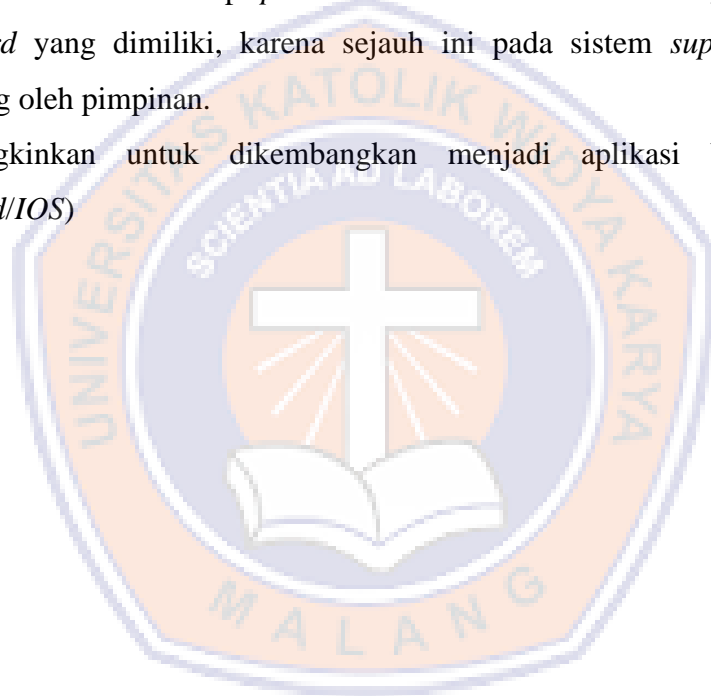 rd yang dimiliki, karena sejauh ini pada sistem sup
g oleh pimpinan.
gkinkan untuk dikembangkan menjadi aplikasi
d/IOS)
UNIVERSITAS KATOLIK WIDYA KARYA
SCIENTIA AD LABOREM
MALANG